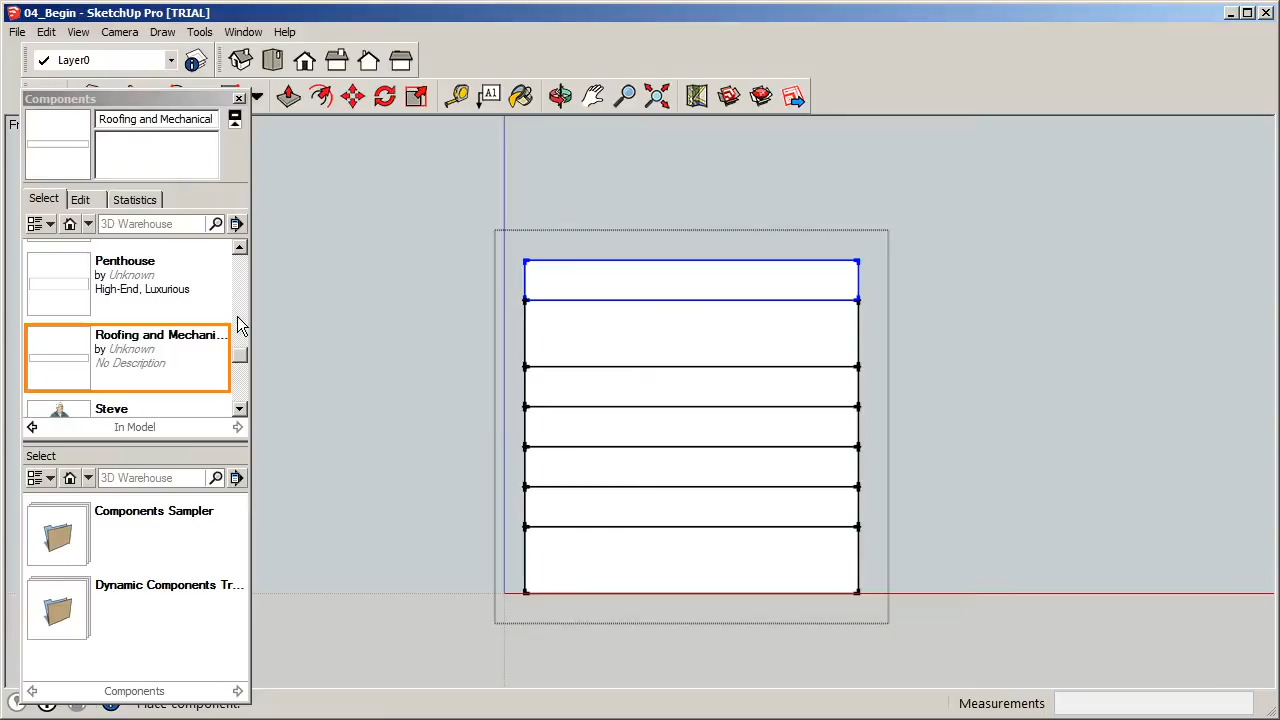 04_Begin - SketchUp Pro [TRIAL]
File Edit View Camera Draw Tools Window Help
Layer0
A1
Components
Roofing and Mechanical
Select Edit Statistics
3D Warehouse
Penthouse
by Unknown
High-End, Luxurious
Roofing and Mechani...
by Unknown
No Description
Steve
In Model
Select
3D Warehouse
Components Sampler
Dynamic Components Tr...
Components
Measurements